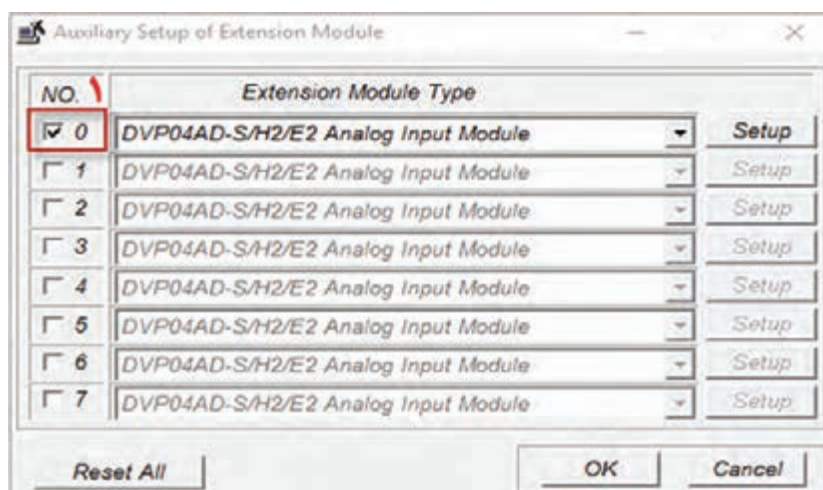 Auxiliary Setup of Extension Module
NO. Extension Module Type
0 DVP04AD-S/H2/E2 Analog Input Module Setup
1 DVP04AD-S/H2/E2 Analog Input Module Setup
2 DVP04AD-S/H2/E2 Analog Input Module Setup
3 DVP04AD-S/H2/E2 Analog Input Module Setup
4 DVP04AD-S/H2/E2 Analog Input Module Setup
5 DVP04AD-S/H2/E2 Analog Input Module Setup
6 DVP04AD-S/H2/E2 Analog Input Module Setup
7 DVP04AD-S/H2/E2 Analog Input Module Setup
Reset All OK Cancel